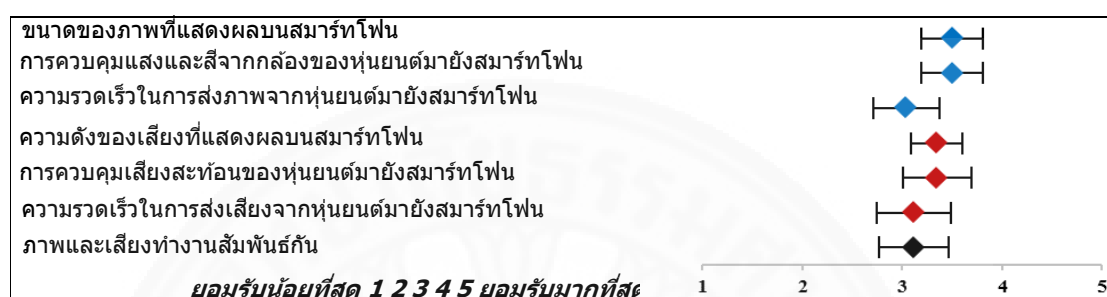 ขนาดของภาพที่แสดงผลบนสมาร์ทโฟน
การควบคุมแสงและสีจากกล้องของหุ่นยนต์มายังสมาร์ทโฟน
ความรวดเร็วในการส่งภาพจากหุ่นยนต์มายังสมาร์ทโฟน
ความดังของเสียงที่แสดงผลบนสมาร์ทโฟน
การควบคุมเสียงสะท้อนของหุ่นยนต์มายังสมาร์ทโฟน
ความรวดเร็วในการส่งเสียงจากหุ่นยนต์มายังสมาร์ทโฟน
ภาพและเสียงทำงานสัมพันธ์กัน
ยอมรับน้อยที่สุด 1 2 3 4 5 ยอมรับมากที่สุด
1 2 3 4 5